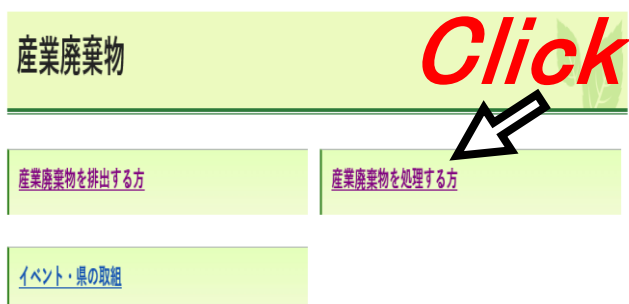 産業廃棄物
Click
産業廃棄物を排出する方
産業廃棄物を処理する方
イベント・県の取組